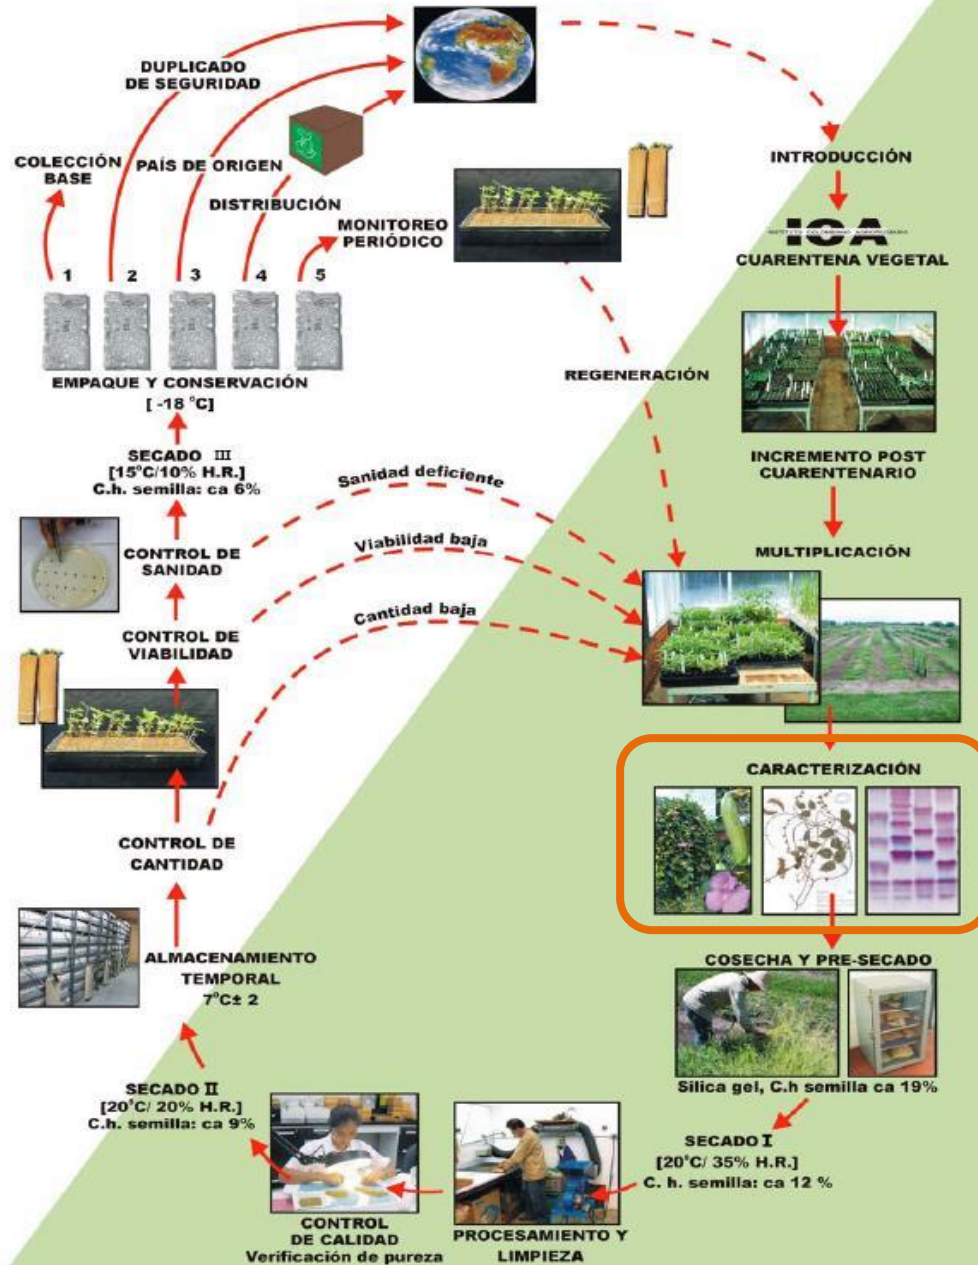 DUPLICADO
DE SEGURIDAD
COLECCIÓN
BASE
PAÍS DE ORIGEN
DISTRIBUCIÓN
MONITOREO
PERIÓDICO
1 2 3 4 5
EMPAQUE Y CONSERVACIÓN
[ -18 °C]
SECADO III
[15°C/10% H.R.]
C.h. semilla: ca 6%
CONTROL DE
SANIDAD
CONTROL DE
VIABILIDAD
CONTROL DE
CANTIDAD
ALMACENAMIENTO
TEMPORAL
7°C± 2
SECADO II
[20°C/ 20% H.R.]
C.h. semilla: ca 9%
CONTROL
DE CALIDAD
Verificación de pureza
PROCESAMIENTO Y
LIMPIEZA
SECADO I
[20°C/ 35% H.R.]
C. h. semilla: ca 12 %
Silica gel, C.h semilla ca 19%
COSECHA Y PRE-SECADO
CARACTERIZACIÓN
MULTIPLICACIÓN
INCREMENTO POST
CUARENTENARIO
CUARENTENA VEGETAL
ICA
INSTITUTO COLOMBIANO AGROPECUARIO
INTRODUCCIÓN
REGENERACIÓN
Sanidad deficiente
Viabilidad baja
Cantidad baja